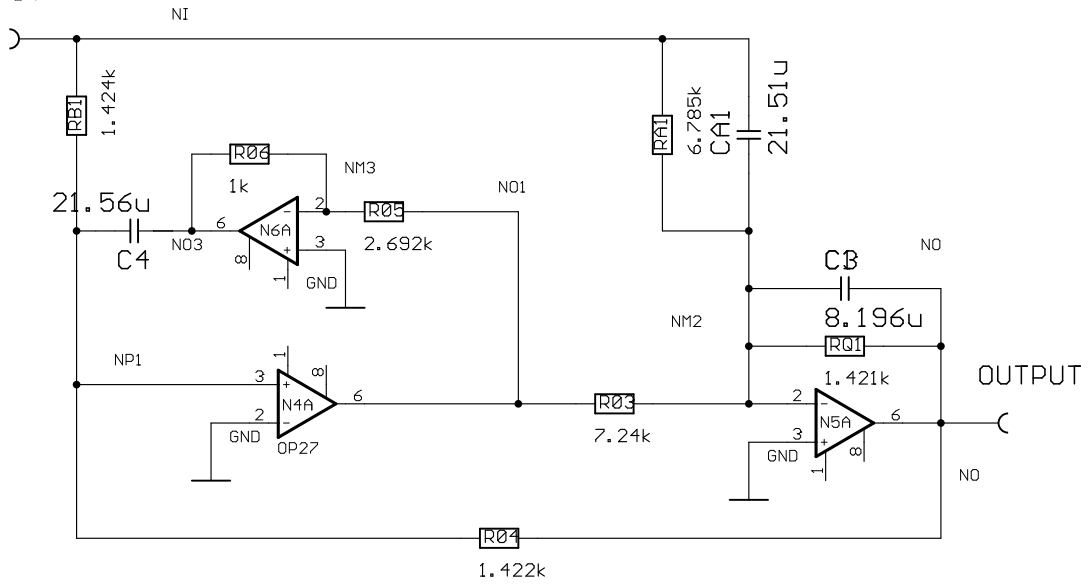 NI
RB1
1.424k
RA1
6.785k
CA1
21.51u
R06
1k
NM3
NO1
21.56u
C4
NO3
6
N6A
2
3
8
1
R05
2.692k
GND
NO
C3
8.196u
NM2
RQ1
1.421k
OUTPUT
NP1
3
2
1
8
N4A
6
GND
OP27
R03
7.24k
2
3
N5A
6
1
8
GND
NO
R04
1.422k